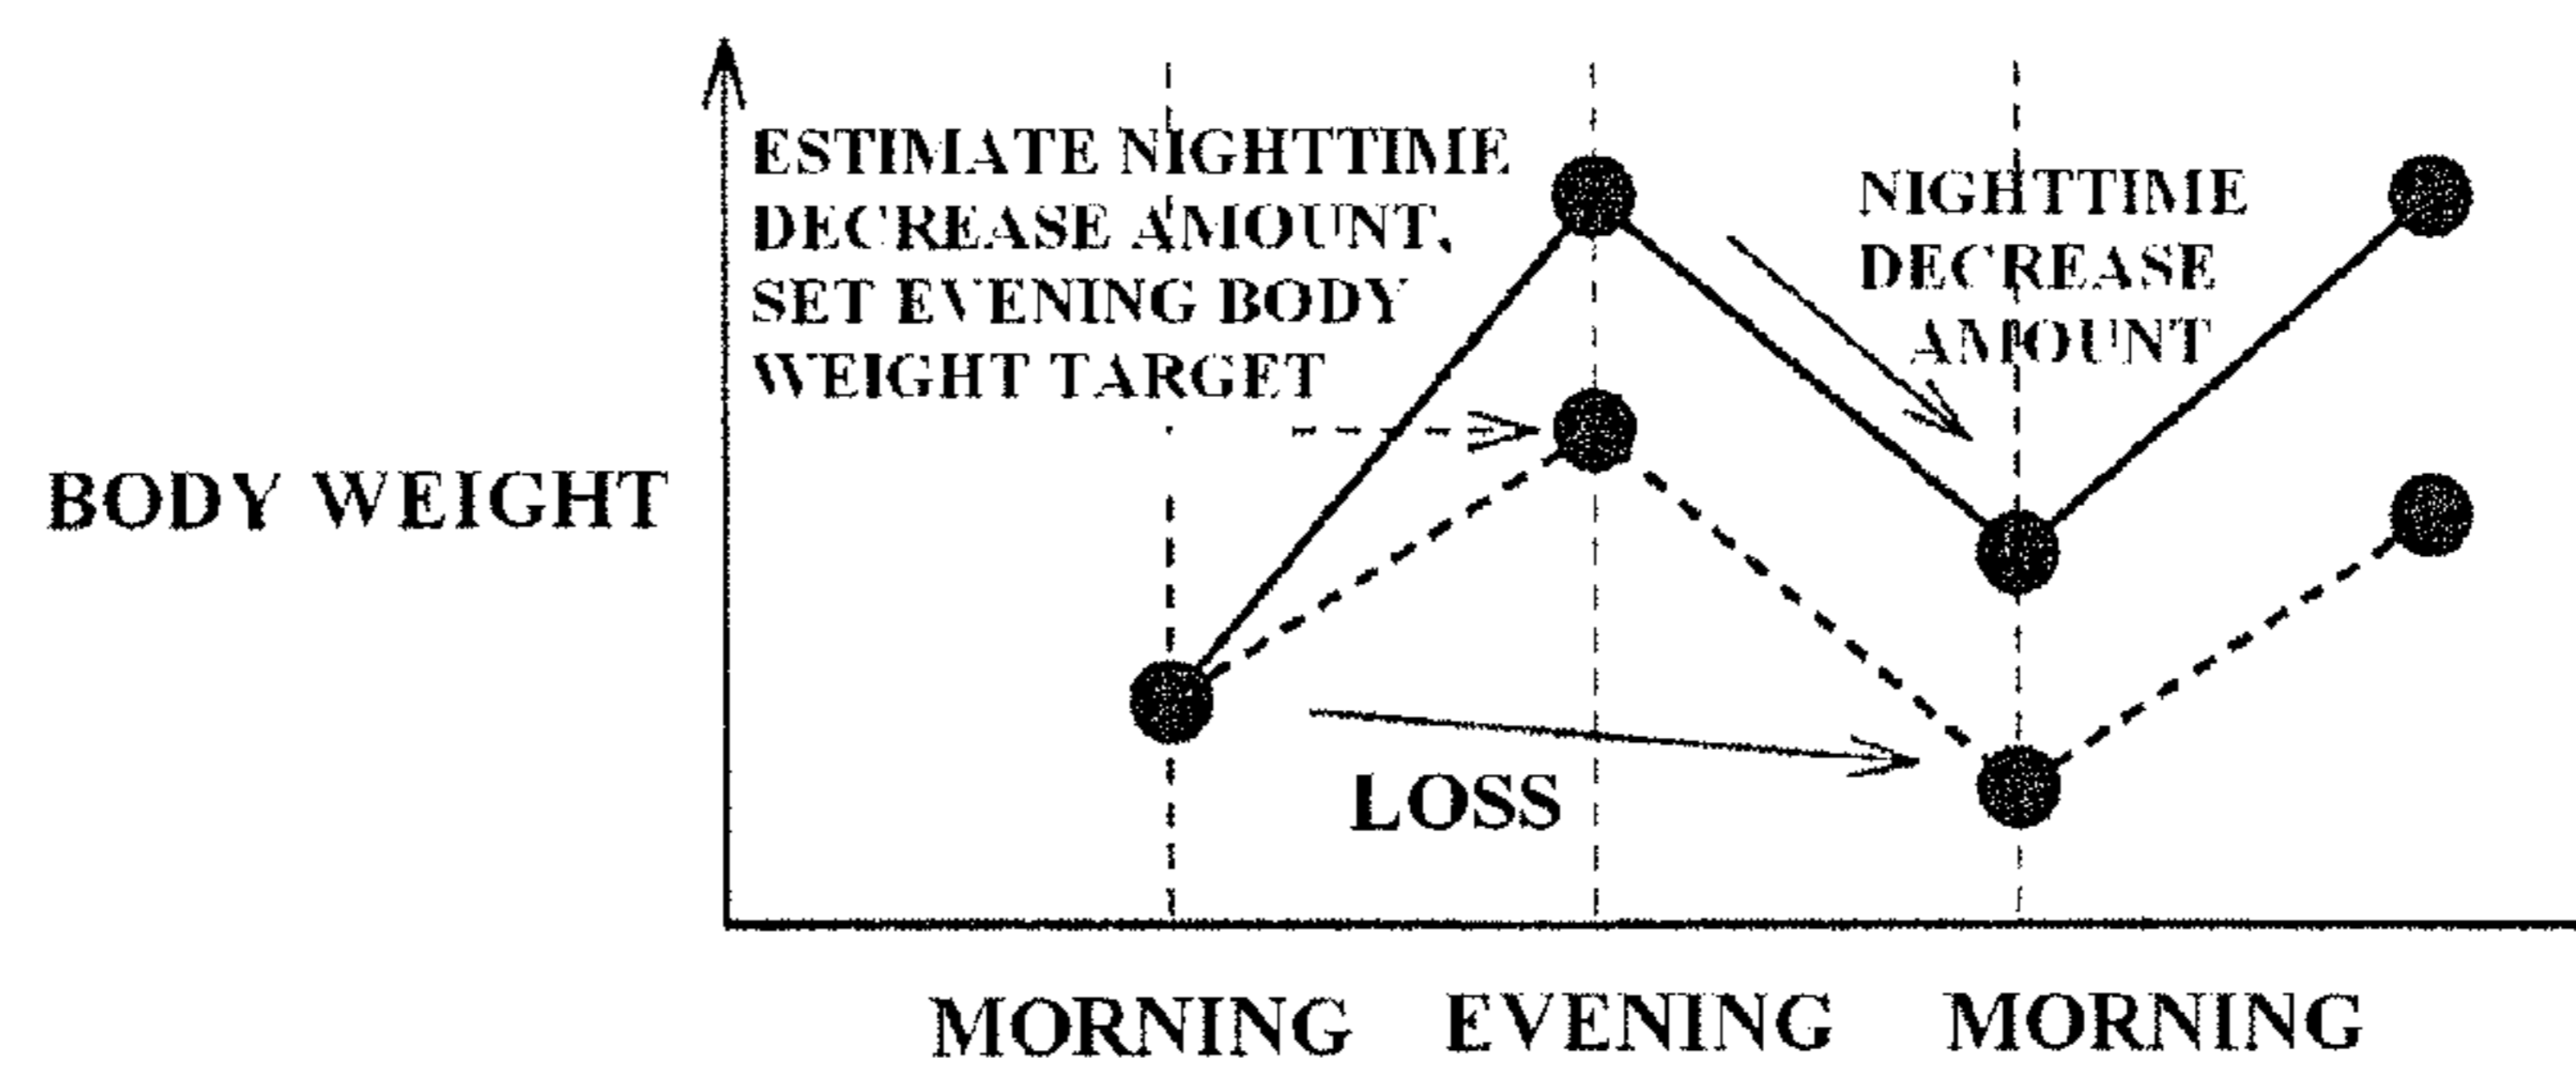 ESTIMATE NIGHTTIME
DECREASE AMOUNT,
SET EVENING BODY
WEIGHT TARGET
NIGHTTIME
DECREASE
AMOUNT
BODY WEIGHT
LOSS
MORNING EVENING MORNING